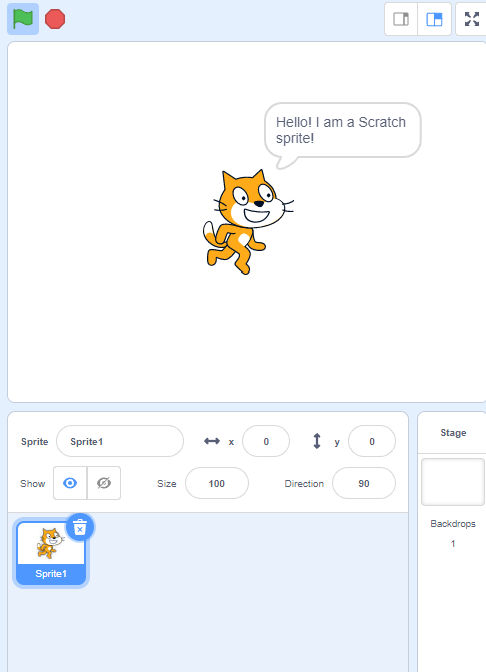 Hello! I am a Scratch
sprite!
Sprite Sprite1 x 0 y 0
Show Size 100 Direction 90
Sprite1
Stage
Backdrops
1